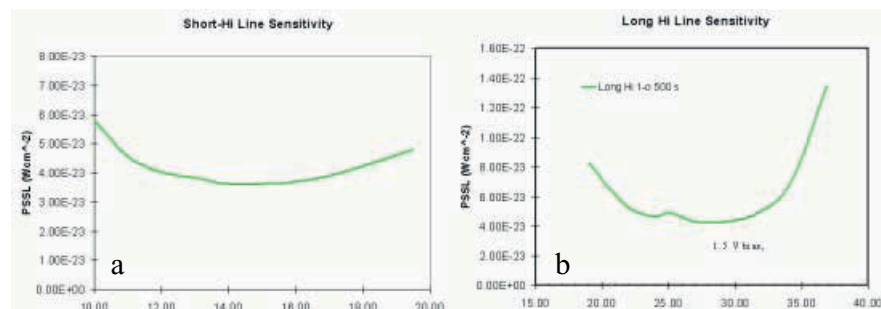 Short-Hi Line Sensitivity
8.00E-23
7.00E-23
6.00E-23
5.00E-23
4.00E-23
3.00E-23
2.00E-23
1.00E-23
0.00E+00
PSSL (Wcm^-2)
a
10.00 12.00 14.00 16.00 18.00 20.00
Long Hi Line Sensitivity
1.60E-22
1.40E-22
1.20E-22
1.00E-22
8.00E-23
6.00E-23
4.00E-23
2.00E-23
0.00E+00
PSSL (Wcm^-2)
Long Hi 1-σ 500 s
1.5 V bias,
b
15.00 20.00 25.00 30.00 35.00 40.00